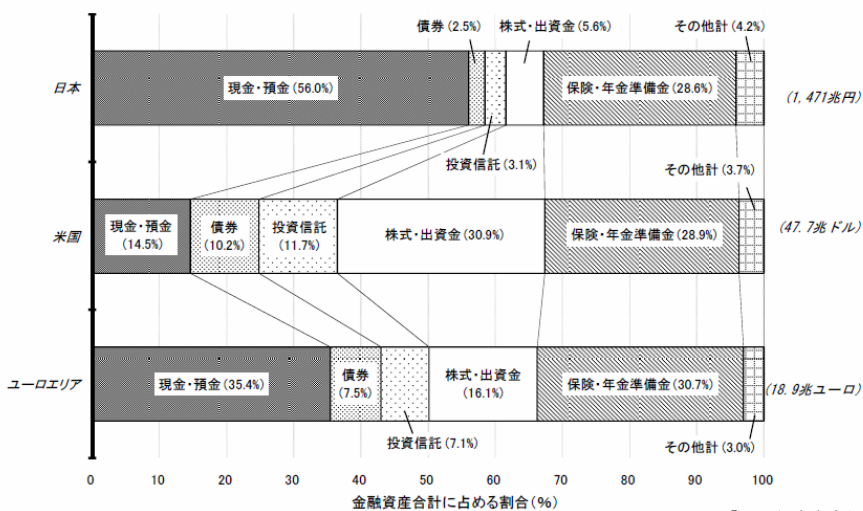 債券(2.5%)
株式・出資金(5.6%)
その他計(4.2%)
日本
現金・預金(56.0%)
保険・年金準備金(28.6%)
(1,471兆円)
投資信託(3.1%)
その他計(3.7%)
米国
現金・預金
(14.5%)
債券
(10.2%)
投資信託
(11.7%)
株式・出資金(30.9%)
保険・年金準備金(28.9%)
(47.7兆ドル)
ユーロエリア
現金・預金(35.4%)
債券
(7.5%)
株式・出資金
(16.1%)
保険・年金準備金(30.7%)
(18.9兆ユーロ)
投資信託(7.1%)
その他計(3.0%)
0 10 20 30 40 50 60 70 80 90 100
金融資産合計に占める割合(%)